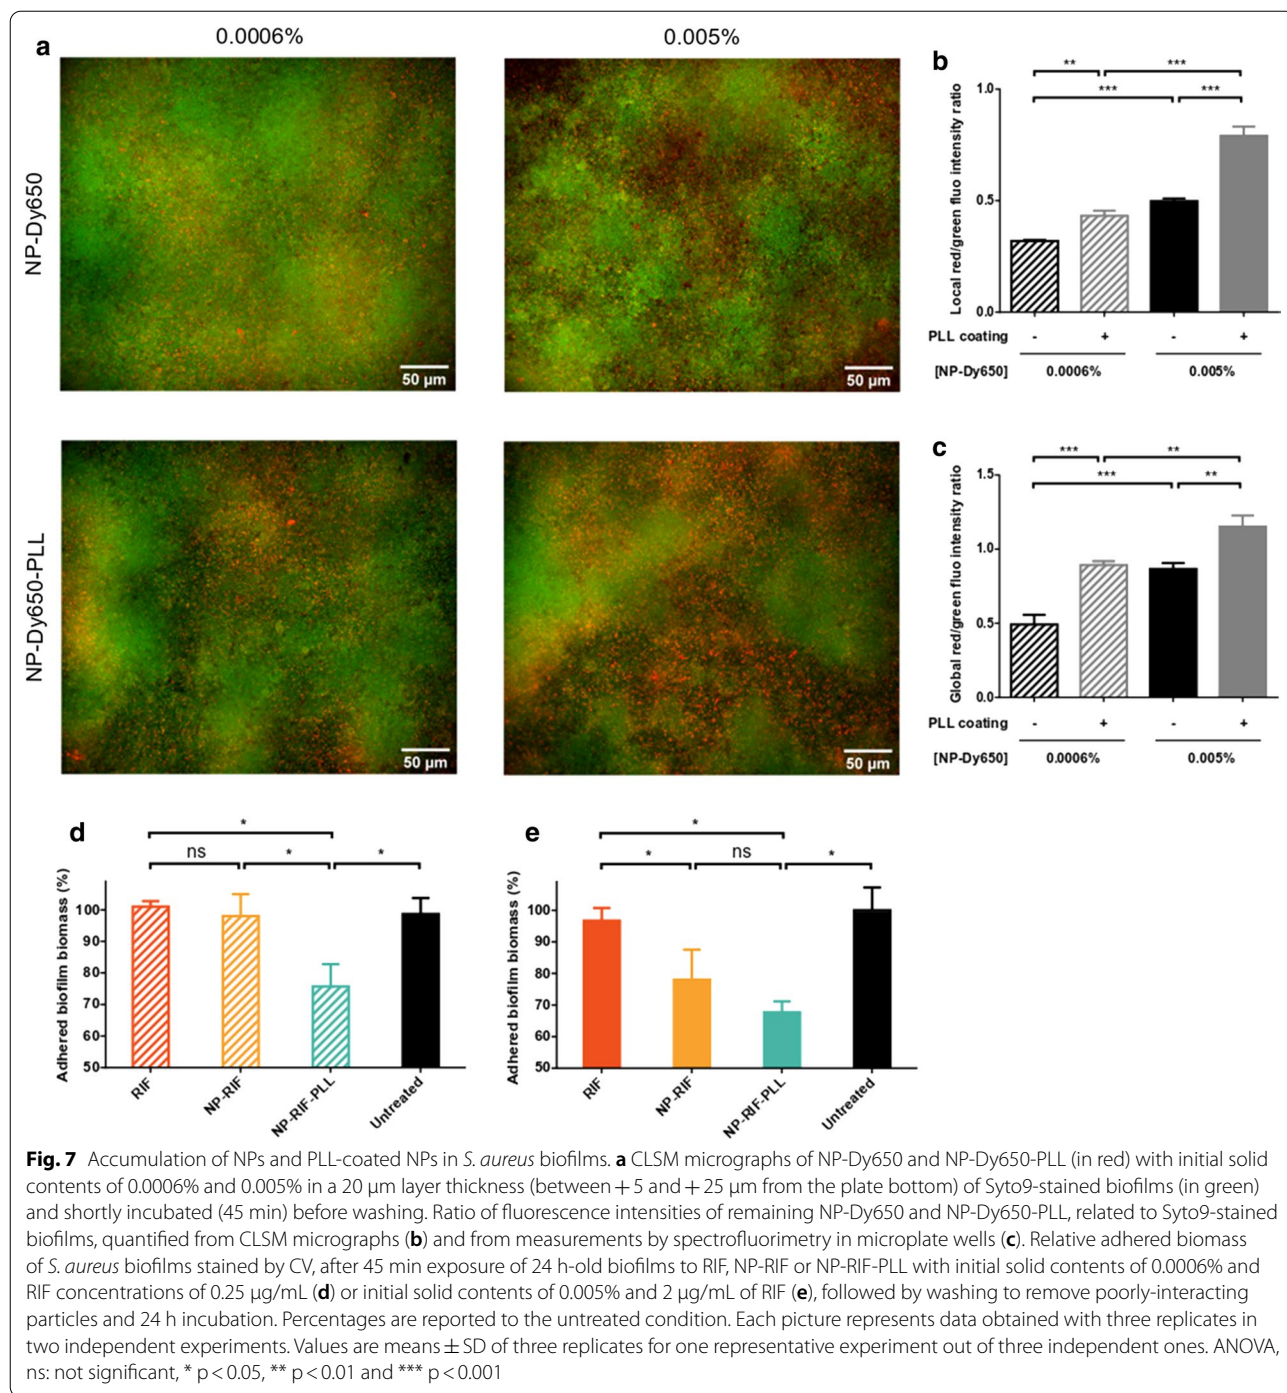 a
0.0006%
0.005%
NP-Dy650
50 µm
50 µm
NP-Dy650-PLL
50 µm
50 µm
b
**
***
***
***
Local red/green fluo intensity ratio
1.0
0.5
0.0
PLL coating - + - +
[NP-Dy650] 0.0006% 0.005%
c
***
**
***
**
Global red/green fluo intensity ratio
1.5
1.0
0.5
0.0
PLL coating - + - +
[NP-Dy650] 0.0006% 0.005%
d
*
ns * *
Adhered biofilm biomass (%)
100
90
80
70
60
50
RIF NP-RIF NP-RIF-PLL Untreated
e
*
* ns *
Adhered biofilm biomass (%)
100
90
80
70
60
50
RIF NP-RIF NP-RIF-PLL Untreated
Fig. 7 Accumulation of NPs and PLL-coated NPs in S. aureus biofilms. a CLSM micrographs of NP-Dy650 and NP-Dy650-PLL (in red) with initial solid
contents of 0.0006% and 0.005% in a 20 µm layer thickness (between + 5 and + 25 µm from the plate bottom) of Syto9-stained biofilms (in green)
and shortly incubated (45 min) before washing. Ratio of fluorescence intensities of remaining NP-Dy650 and NP-Dy650-PLL, related to Syto9-stained
biofilms, quantified from CLSM micrographs (b) and from measurements by spectrofluorimetry in microplate wells (c). Relative adhered biomass
of S. aureus biofilms stained by CV, after 45 min exposure of 24 h-old biofilms to RIF, NP-RIF or NP-RIF-PLL with initial solid contents of 0.0006% and
RIF concentrations of 0.25 µg/mL (d) or initial solid contents of 0.005% and 2 µg/mL of RIF (e), followed by washing to remove poorly-interacting
particles and 24 h incubation. Percentages are reported to the untreated condition. Each picture represents data obtained with three replicates in
two independent experiments. Values are means ± SD of three replicates for one representative experiment out of three independent ones. ANOVA,
ns: not significant, * p < 0.05, ** p < 0.01 and *** p < 0.001